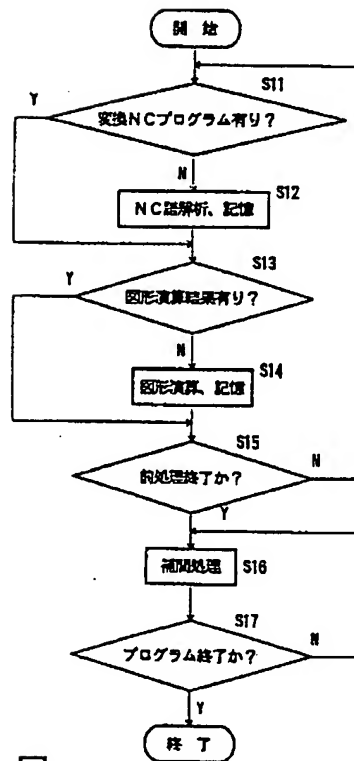 開 始
S11
Y
変換NCプログラム有り?
N
S12
NC語解析、記憶
S13
Y
図形演算結果有り?
N
S14
図形演算、記憶
S15
前処理終了か?
N
Y
補間処理
S16
S17
プログラム終了か?
N
Y
終 了
図